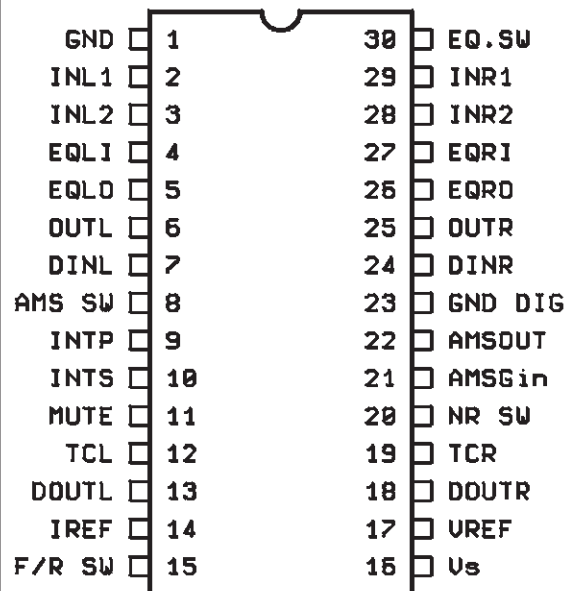 GND 1 30 EQ.SW
INL1 2 29 INR1
INL2 3 28 INR2
EQLI 4 27 EQRI
EQLO 5 26 EQRO
OUTL 6 25 OUTR
DINL 7 24 DINR
AMS SW 8 23 GND DIG
INTP 9 22 AMSOUT
INTS 10 21 AMSGin
MUTE 11 20 NR SW
TCL 12 19 TCR
DOUTL 13 18 DOUTR
IREF 14 17 VREF
F/R SW 15 16 Vs